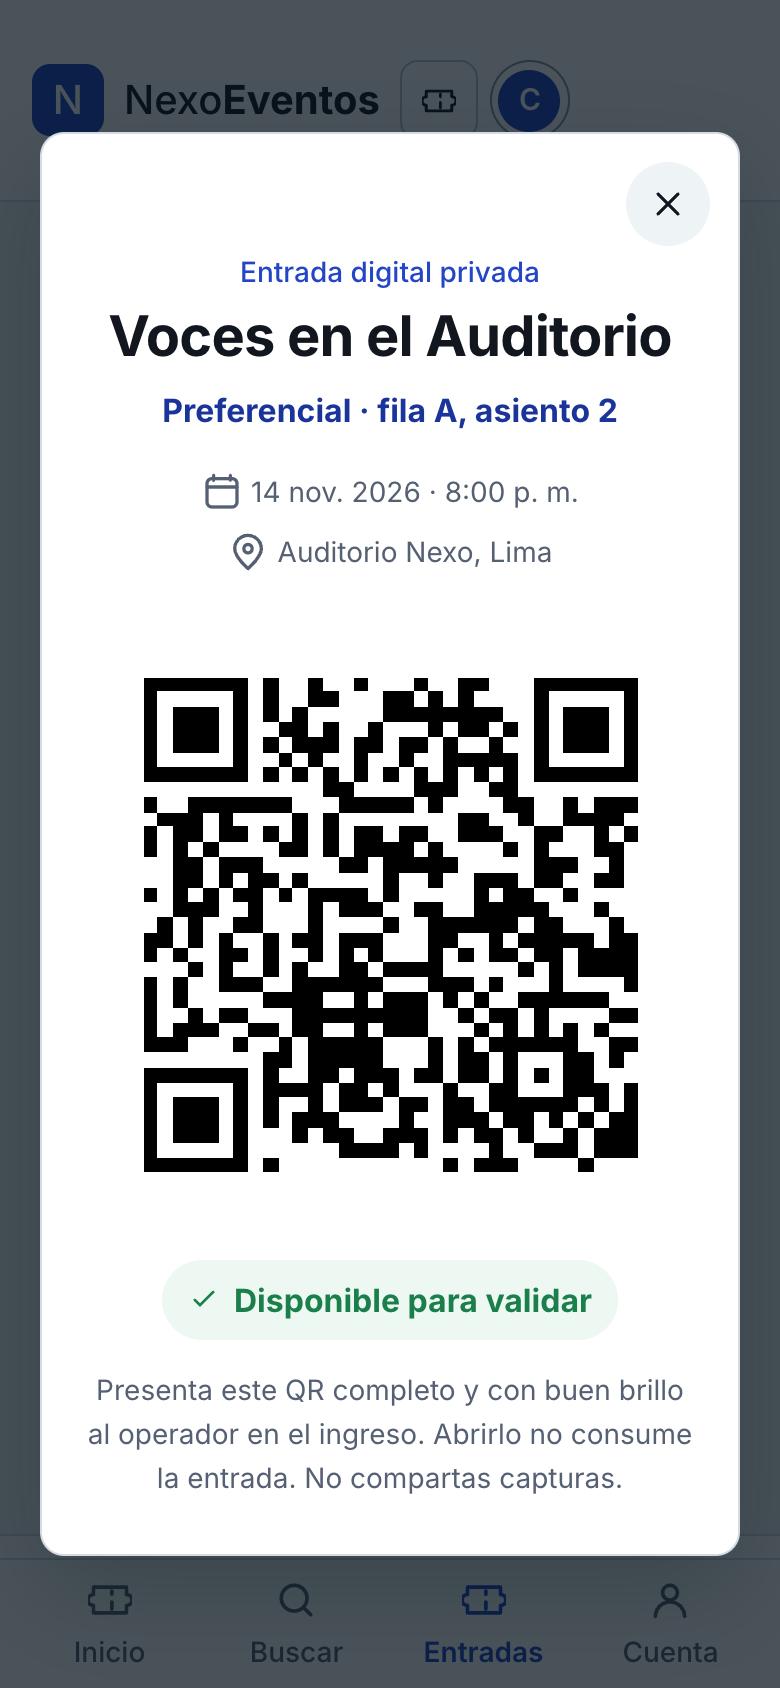 N NexoEventos C
Entrada digital privada
Voces en el Auditorio
Preferencial · fila A, asiento 2
14 nov. 2026 · 8:00 p. m.
Auditorio Nexo, Lima
Disponible para validar
Presenta este QR completo y con buen brillo
al operador en el ingreso. Abrirlo no consume
la entrada. No compartas capturas.
Inicio Buscar Entradas Cuenta